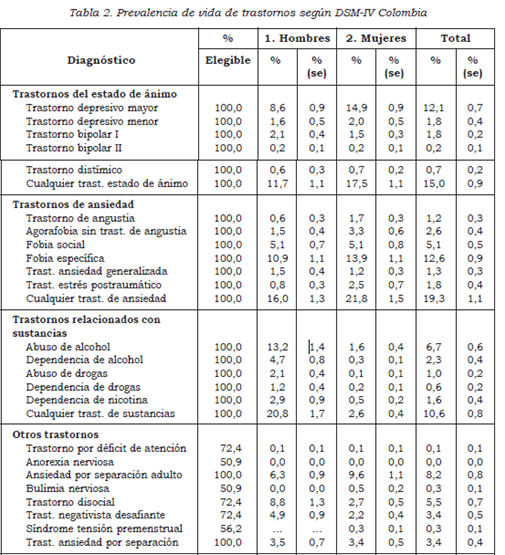 Tabla 2. Prevalencia de vida de trastornos según DSM-IV Colombia
Diagnóstico % Elegible 1. Hombres 2. Mujeres Total
% % (se) % % (se) % % (se)
Trastornos del estado de ánimo
Trastorno depresivo mayor 100,0 8,6 0,9 14,9 0,9 12,1 0,7
Trastorno depresivo menor 100,0 1,6 0,5 2,0 0,5 1,8 0,4
Trastorno bipolar I 100,0 2,1 0,4 1,5 0,3 1,8 0,2
Trastorno bipolar II 100,0 0,2 0,1 0,2 0,1 0,2 0,1
Trastorno distímico 100,0 0,6 0,3 0,7 0,2 0,7 0,2
Cualquier trast. estado de ánimo 100,0 11,7 1,1 17,5 1,1 15,0 0,9
Trastornos de ansiedad
Trastorno de angustia 100,0 0,6 0,3 1,7 0,3 1,2 0,3
Agorafobia sin trast. de angustia 100,0 1,5 0,4 3,3 0,6 2,6 0,4
Fobia social 100,0 5,1 0,7 5,1 0,8 5,1 0,5
Fobia específica 100,0 10,9 1,1 13,9 1,1 12,6 0,9
Trast. ansiedad generalizada 100,0 1,5 0,4 1,2 0,3 1,3 0,3
Trast. estrés postraumático 100,0 0,8 0,3 2,5 0,7 1,8 0,4
Cualquier trast. de ansiedad 100,0 16,0 1,3 21,8 1,5 19,3 1,1
Trastornos relacionados con
sustancias
Abuso de alcohol 100,0 13,2 1,4 1,6 0,4 6,7 0,6
Dependencia de alcohol 100,0 4,7 0,8 0,3 0,1 2,3 0,4
Abuso de drogas 100,0 2,1 0,4 0,1 0,1 1,0 0,2
Dependencia de drogas 100,0 1,2 0,4 0,2 0,1 0,6 0,2
Dependencia de nicotina 100,0 2,9 0,9 0,5 0,2 1,6 0,4
Cualquier trast. de sustancias 100,0 20,8 1,7 2,6 0,4 10,6 0,8
Otros trastornos
Trastorno por déficit de atención 72,4 0,1 0,1 0,1 0,1 0,1 0,1
Anorexia nerviosa 50,9 0,0 0,0 0,0 0,0 0,0 0,0
Ansiedad por separación adulto 100,0 6,3 0,9 9,6 1,1 8,2 0,8
Bulimia nerviosa 50,9 0,0 0,0 0,5 0,2 0,3 0,1
Trastorno disocial 72,4 8,8 1,3 2,7 0,5 5,5 0,7
Trast. negativista desafiante 72,4 4,9 0,9 2,2 0,4 3,4 0,5
Síndrome tensión premenstrual 56,2 ... ... 0,3 0,1 0,3 0,1
Trast. ansiedad por separación 100,0 3,5 0,7 3,4 0,5 3,4 0,4